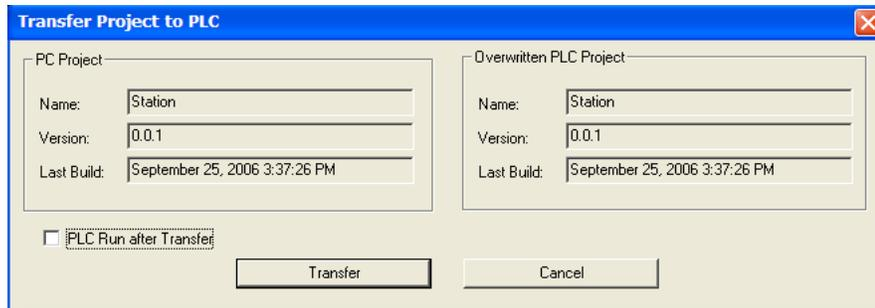 Transfer Project to PLC
PC Project
Name: Station
Version: 0.0.1
Last Build: September 25, 2006 3:37:26 PM
Overwritten PLC Project
Name: Station
Version: 0.0.1
Last Build: September 25, 2006 3:37:26 PM
PLC Run after Transfer
Transfer
Cancel